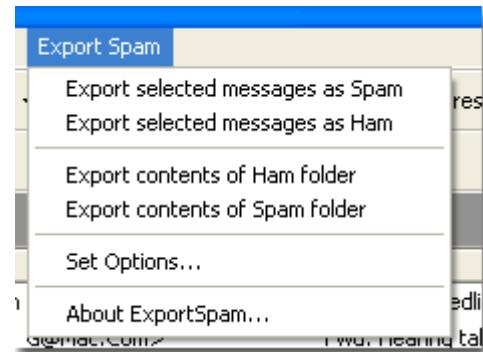 Export Spam
Export selected messages as Spam
Export selected messages as Ham
Export contents of Ham folder
Export contents of Spam folder
Set Options...
About ExportSpam...